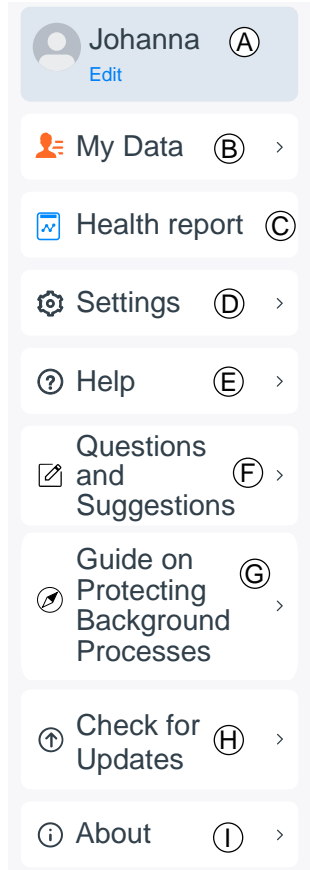 Johanna Ⓐ
Edit
My Data Ⓑ
Health report Ⓒ
Settings Ⓓ
Help Ⓔ
Questions
and Ⓕ
Suggestions
Guide on Ⓖ
Protecting
Background
Processes
Check for Ⓗ
Updates
About Ⓘ